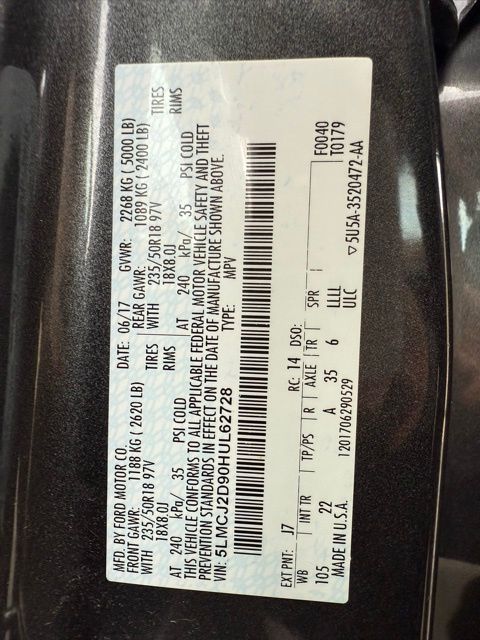 MFD. BY FORD MOTOR CO. DATE: 06/17 GVWR: 2268 KG ( 5000 LB)
FRONT GAWR: 1188 KG ( 2620 LB) REAR GAWR: 1089 KG ( 2400 LB)
WITH 235/50R18 97V TIRES WITH 235/50R18 97V TIRES
18X8.0J RIMS 18X8.0J RIMS
AT 240 kPa/ 35 PSI COLD AT 240 kPa/ 35 PSI COLD
THIS VEHICLE CONFORMS TO ALL APPLICABLE FEDERAL MOTOR VEHICLE SAFETY AND THEFT
PREVENTION STANDARDS IN EFFECT ON THE DATE OF MANUFACTURE SHOWN ABOVE.
VIN: 5LMCJ2D90HUL62728 TYPE: MPV
F0040
EXT PNT: J7 RC: 14 DSO: T0179
WB INT TR TP/PS R AXLE TR SPR
105 22 A 35 6 LLLL
MADE IN U.S.A. ULC
1201706290529 ▽5U5A-3520472-AA